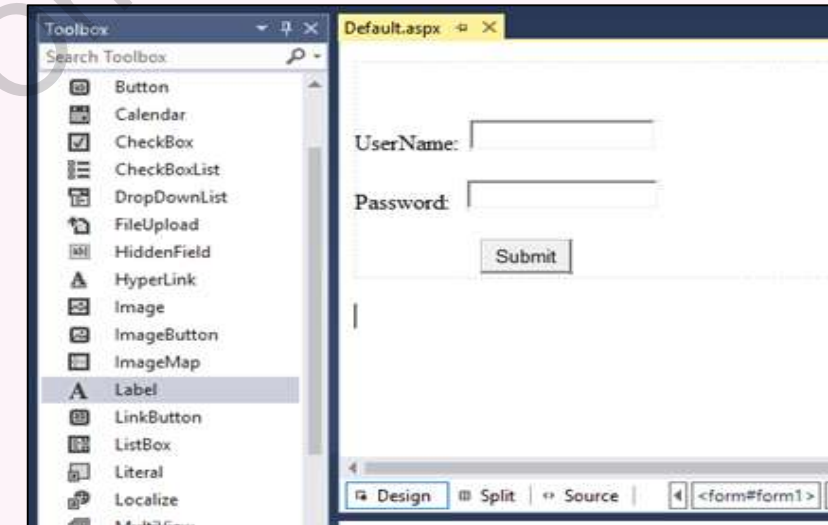 Toolbox
Search Toolbox
Button
Calendar
CheckBox
CheckBoxList
DropDownList
FileUpload
HiddenField
HyperLink
Image
ImageButton
ImageMap
Label
LinkButton
ListBox
Literal
Localize
MultiView
Default.aspx
UserName:
Password:
Submit
Design
Split
Source
<form#form1>